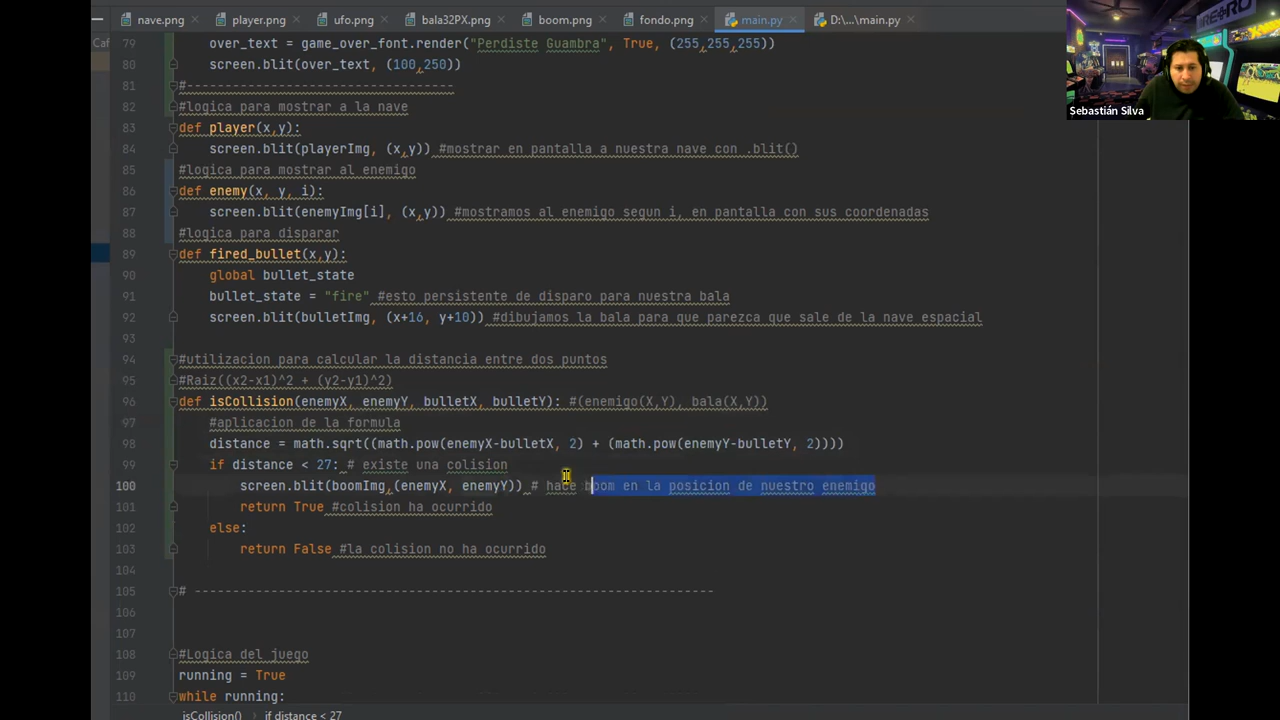 nave.png
player.png
ufo.png
bala32PX.png
boom.png
fondo.png
main.py
D:\...\main.py
Caf
79 over_text = game_over_font.render("Perdiste Guambra", True, (255,255,255))
80 screen.blit(over_text, (100,250))
81 #-----------------------------------
82 #logica para mostrar a la nave
83 def player(x,y):
84 screen.blit(playerImg, (x,y)) #mostrar en pantalla a nuestra nave con .blit()
85 #logica para mostrar al enemigo
86 def enemy(x, y, i):
87 screen.blit(enemyImg[i], (x,y)) #mostramos al enemigo segun i, en pantalla con sus coordenadas
88 #logica para disparar
89 def fired_bullet(x,y):
90 global bullet_state
91 bullet_state = "fire" #esto persistente de disparo para nuestra bala
92 screen.blit(bulletImg, (x+16, y+10)) #dibujamos la bala para que parezca que sale de la nave espacial
93
94 #utilizacion para calcular la distancia entre dos puntos
95 #Raiz((x2-x1)^2 + (y2-y1)^2)
96 def isCollision(enemyX, enemyY, bulletX, bulletY): #(enemigo(X,Y), bala(X,Y))
97 #aplicacion de la formula
98 distance = math.sqrt((math.pow(enemyX-bulletX, 2) + (math.pow(enemyY-bulletY, 2))))
99 if distance < 27: # existe una colision
100 screen.blit(boomImg,(enemyX, enemyY)) # hace boom en la posicion de nuestro enemigo
101 return True #colision ha ocurrido
102 else:
103 return False #la colision no ha ocurrido
104
105 # --------------------------------------------------------------------
106
107
108 #Logica del juego
109 running = True
110 while running:
isCollision() if distance < 27
Sebastián Silva